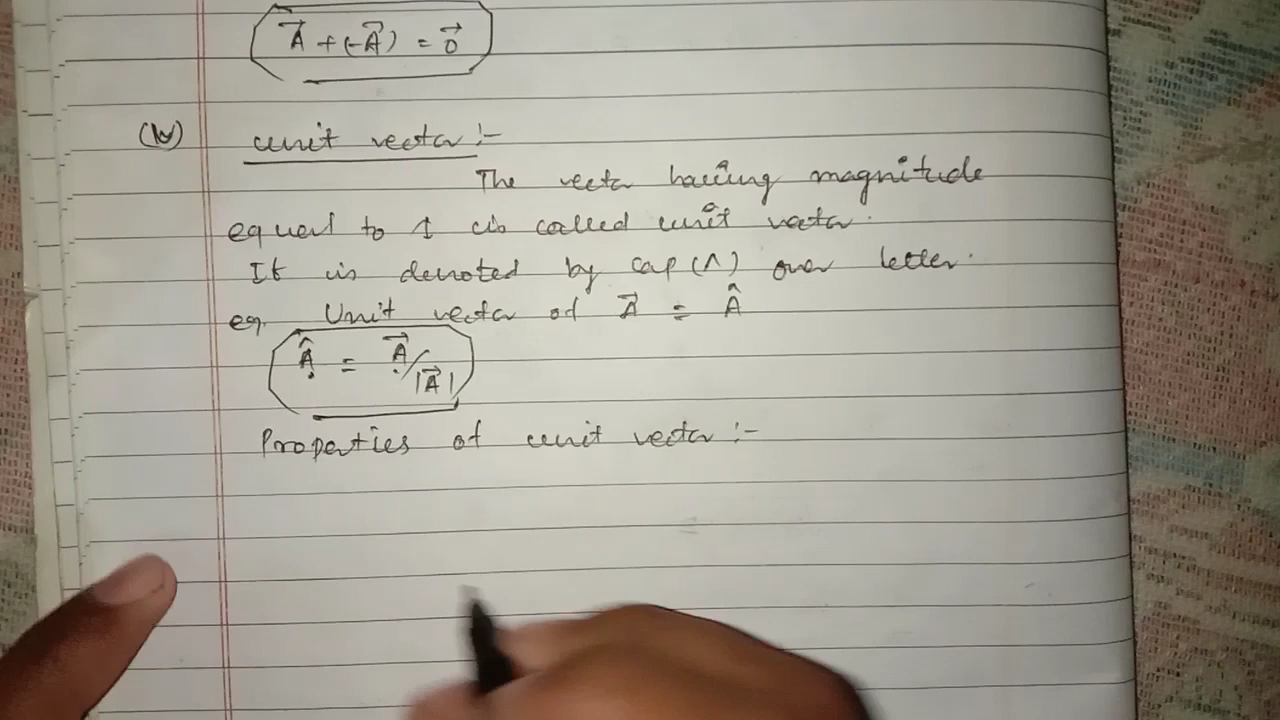 A⃗ + (-A⃗) = 0⃗
(iv) unit vector :-
The vector having magnitude
equal to 1 is called unit vector.
It is denoted by cap (^) over letter.
eg. Unit vector of A⃗ = Â
Â = A⃗/|A⃗|
Properties of unit vector :-